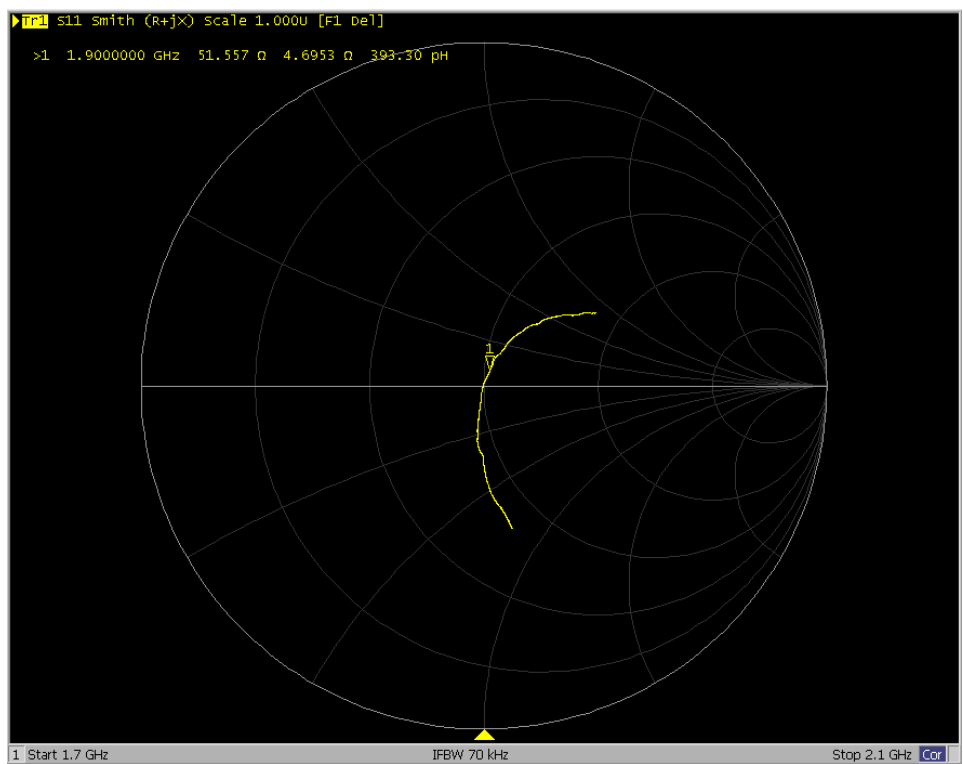 Tr1 S11 Smith (R+jX) Scale 1.000U [F1 Del]
>1 1.9000000 GHz 51.557 Ω 4.6953 Ω 393.30 pH
1
1 Start 1.7 GHz IFBW 70 kHz Stop 2.1 GHz Cor